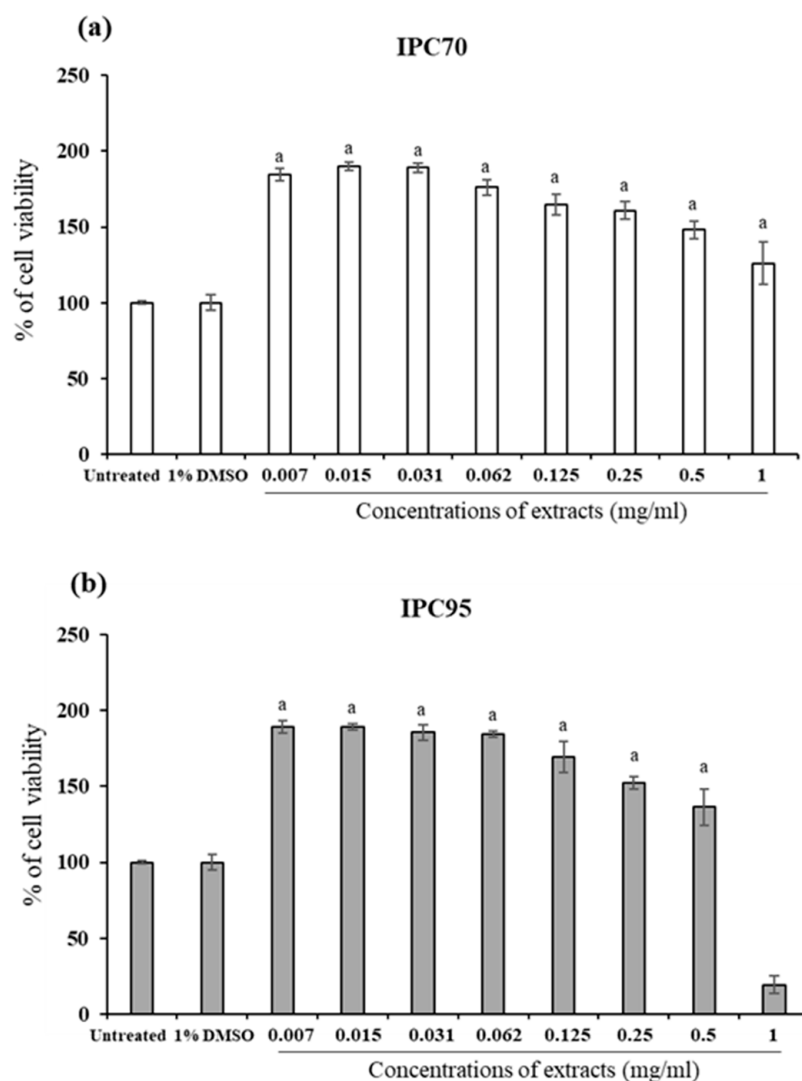 (a)
IPC70
250
200
150
100
50
0
% of cell viability
a a a a a a a a
Untreated 1% DMSO 0.007 0.015 0.031 0.062 0.125 0.25 0.5 1
Concentrations of extracts (mg/ml)
(b)
IPC95
250
200
150
100
50
0
% of cell viability
a a a a a a a
Untreated 1% DMSO 0.007 0.015 0.031 0.062 0.125 0.25 0.5 1
Concentrations of extracts (mg/ml)